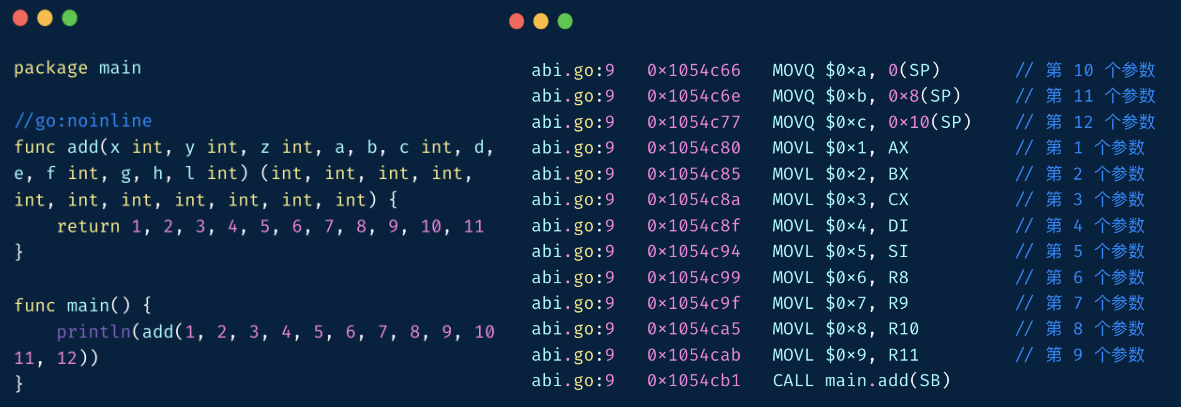 package main
//go:noinline
func add(x int, y int, z int, a, b, c int, d,
e, f int, g, h, l int) (int, int, int, int,
int, int, int, int, int, int, int) {
    return 1, 2, 3, 4, 5, 6, 7, 8, 9, 10, 11
}
func main() {
    println(add(1, 2, 3, 4, 5, 6, 7, 8, 9, 10
11, 12))
}
abi.go:9 0×1054c66 MOVQ $0×a, 0(SP) // 第 10 个参数
abi.go:9 0×1054c6e MOVQ $0×b, 0×8(SP) // 第 11 个参数
abi.go:9 0×1054c77 MOVQ $0×c, 0×10(SP) // 第 12 个参数
abi.go:9 0×1054c80 MOVL $0×1, AX // 第 1 个参数
abi.go:9 0×1054c85 MOVL $0×2, BX // 第 2 个参数
abi.go:9 0×1054c8a MOVL $0×3, CX // 第 3 个参数
abi.go:9 0×1054c8f MOVL $0×4, DI // 第 4 个参数
abi.go:9 0×1054c94 MOVL $0×5, SI // 第 5 个参数
abi.go:9 0×1054c99 MOVL $0×6, R8 // 第 6 个参数
abi.go:9 0×1054c9f MOVL $0×7, R9 // 第 7 个参数
abi.go:9 0×1054ca5 MOVL $0×8, R10 // 第 8 个参数
abi.go:9 0×1054cab MOVL $0×9, R11 // 第 9 个参数
abi.go:9 0×1054cb1 CALL main.add(SB)